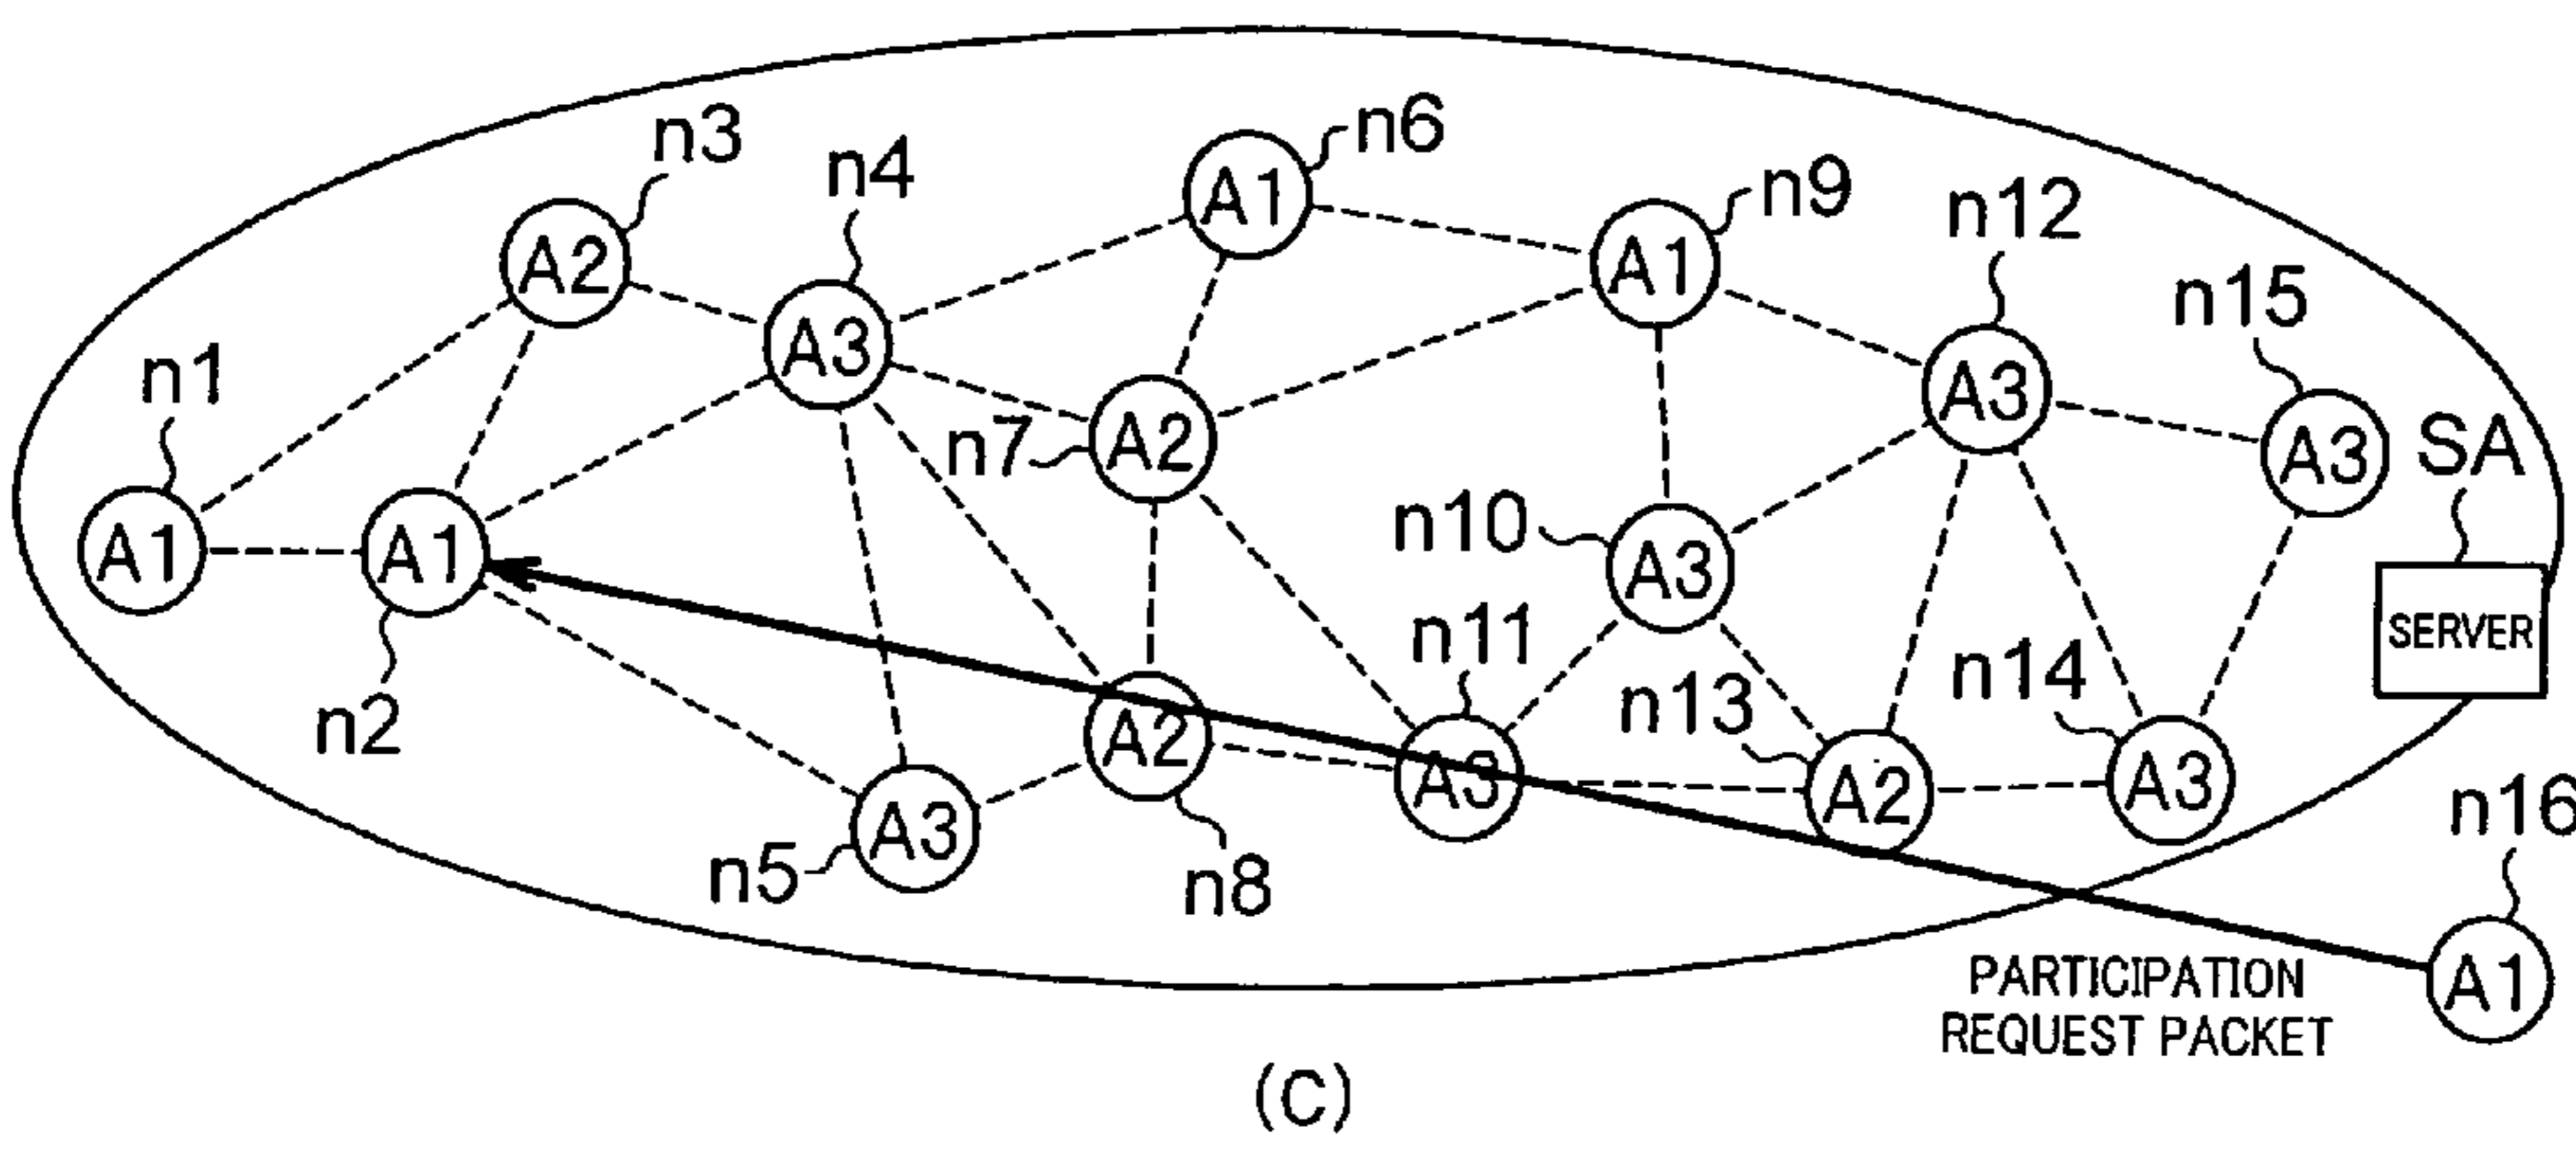 n3
n4
n6
n9
n12
n15
n1
A2
A3
A1
A1
A3
A3
SA
n7
A2
A1
A1
n10
A3
SERVER
n2
n11
n13
n14
A2
A3
A2
A3
n5
A3
n8
n16
A1
PARTICIPATION
REQUEST PACKET
(C)